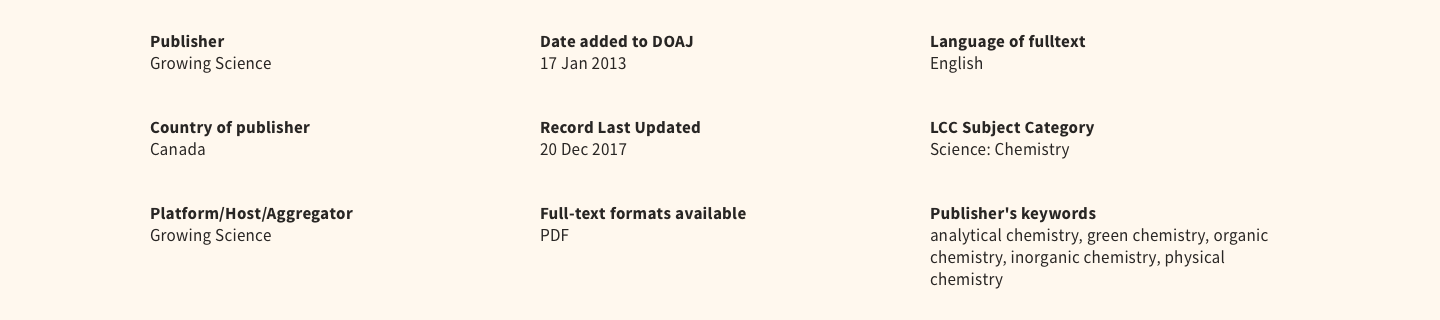 Publisher
Growing Science
Date added to DOAJ
17 Jan 2013
Language of fulltext
English
Country of publisher
Canada
Record Last Updated
20 Dec 2017
LCC Subject Category
Science: Chemistry
Platform/Host/Aggregator
Growing Science
Full-text formats available
PDF
Publisher's keywords
analytical chemistry, green chemistry, organic
chemistry, inorganic chemistry, physical
chemistry